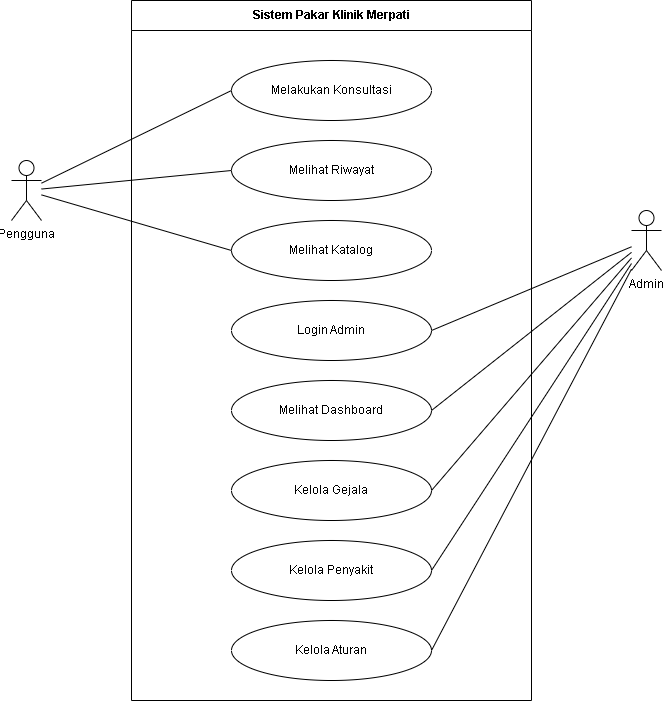 Sistem Pakar Klinik Merpati
Melakukan Konsultasi
Melihat Riwayat
Pengguna
Melihat Katalog
Admin
Login Admin
Melihat Dashboard
Kelola Gejala
Kelola Penyakit
Kelola Aturan